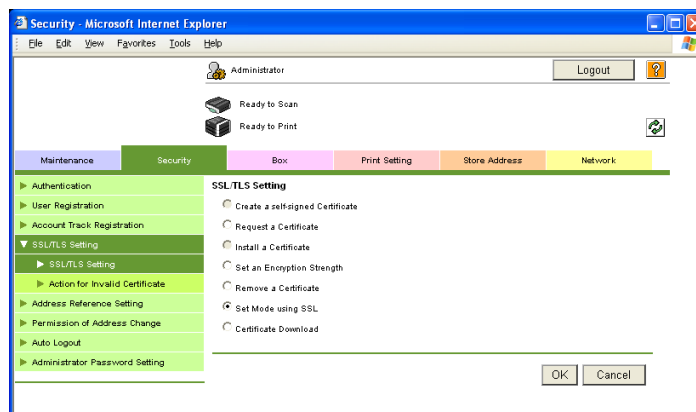 Security - Microsoft Internet Explorer
File Edit View Favorites Tools Help
Administrator
Logout
?
Ready to Scan
Ready to Print
Maintenance Security Box Print Setting Store Address Network
Authentication
User Registration
Account Track Registration
SSL/TLS Setting
SSL/TLS Setting
Action for Invalid Certificate
Address Reference Setting
Permission of Address Change
Auto Logout
Administrator Password Setting
SSL/TLS Setting
Create a self-signed Certificate
Request a Certificate
Install a Certificate
Set an Encryption Strength
Remove a Certificate
Set Mode using SSL
Certificate Download
OK Cancel